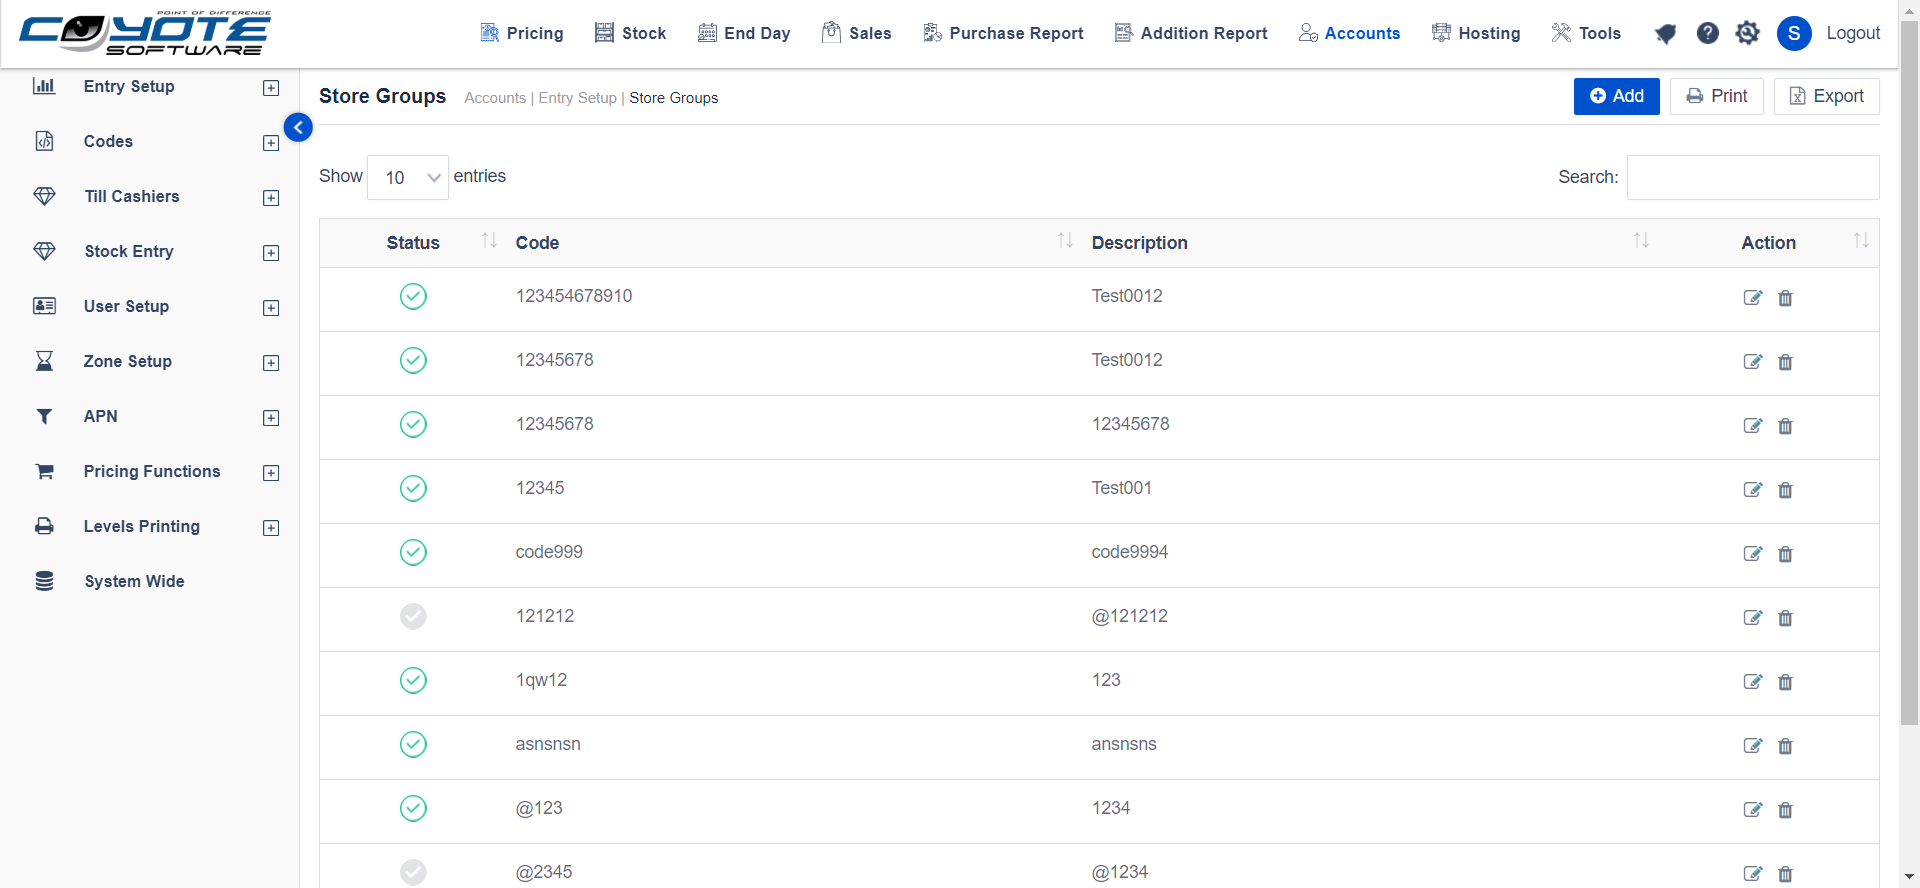 POINT OF DIFFERENCE
COYOTE
SOFTWARE
Pricing
Stock
End Day
Sales
Purchase Report
Addition Report
Accounts
Hosting
Tools
S
Logout
Entry Setup
Codes
Till Cashiers
Stock Entry
User Setup
Zone Setup
APN
Pricing Functions
Levels Printing
System Wide
Store Groups
Accounts | Entry Setup | Store Groups
Add
Print
Export
Show 10 entries
Search:
Status Code Description Action
123454678910 Test0012
12345678 Test0012
12345678 12345678
12345 Test001
code999 code9994
121212 @121212
1qw12 123
asnsnsn ansnsns
@123 1234
@2345 @1234